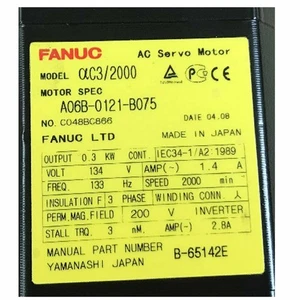 FANUC AC Servo Motor
MODEL αC3/2000
MOTOR SPEC
A06B-0121-B075
NO. C048BC866 DATE 04.08
FANUC LTD MADE IN JAPAN
OUTPUT 0.3 KW CONT. IEC34-1/A2:1989
VOLT 134 V AMP(~) 1.4 A
FREQ. 133 Hz SPEED 2000 min⁻¹
INSULATION F 3 PHASE WINDING CONN. 人
PERM.MAG.FIELD 200 V INVERTER
STALL TRQ. 3 NM. AMP(~) 2.8A
MANUAL PART NUMBER B-65142E
YAMANASHI JAPAN